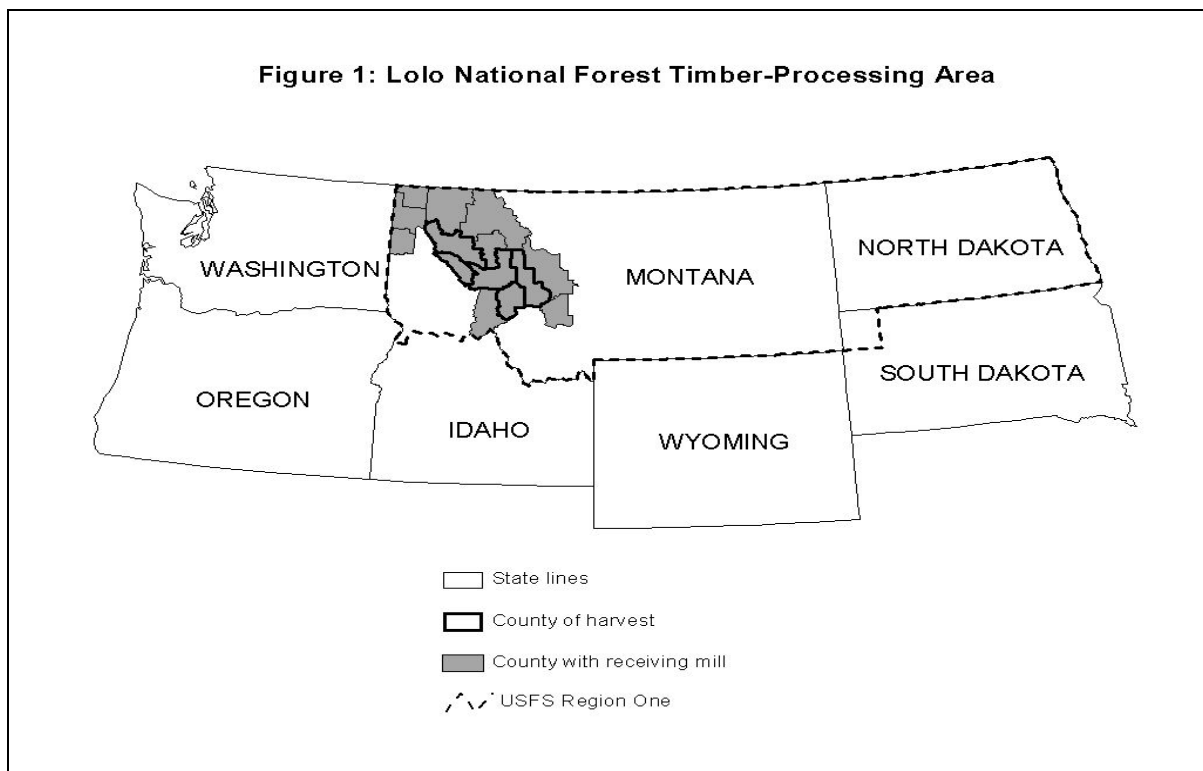 Figure 1: Lolo National Forest Timber-Processing Area
WASHINGTON
MONTANA
NORTH DAKOTA
OREGON
IDAHO
WYOMING
SOUTH DAKOTA
State lines
County of harvest
County with receiving mill
USFS Region One